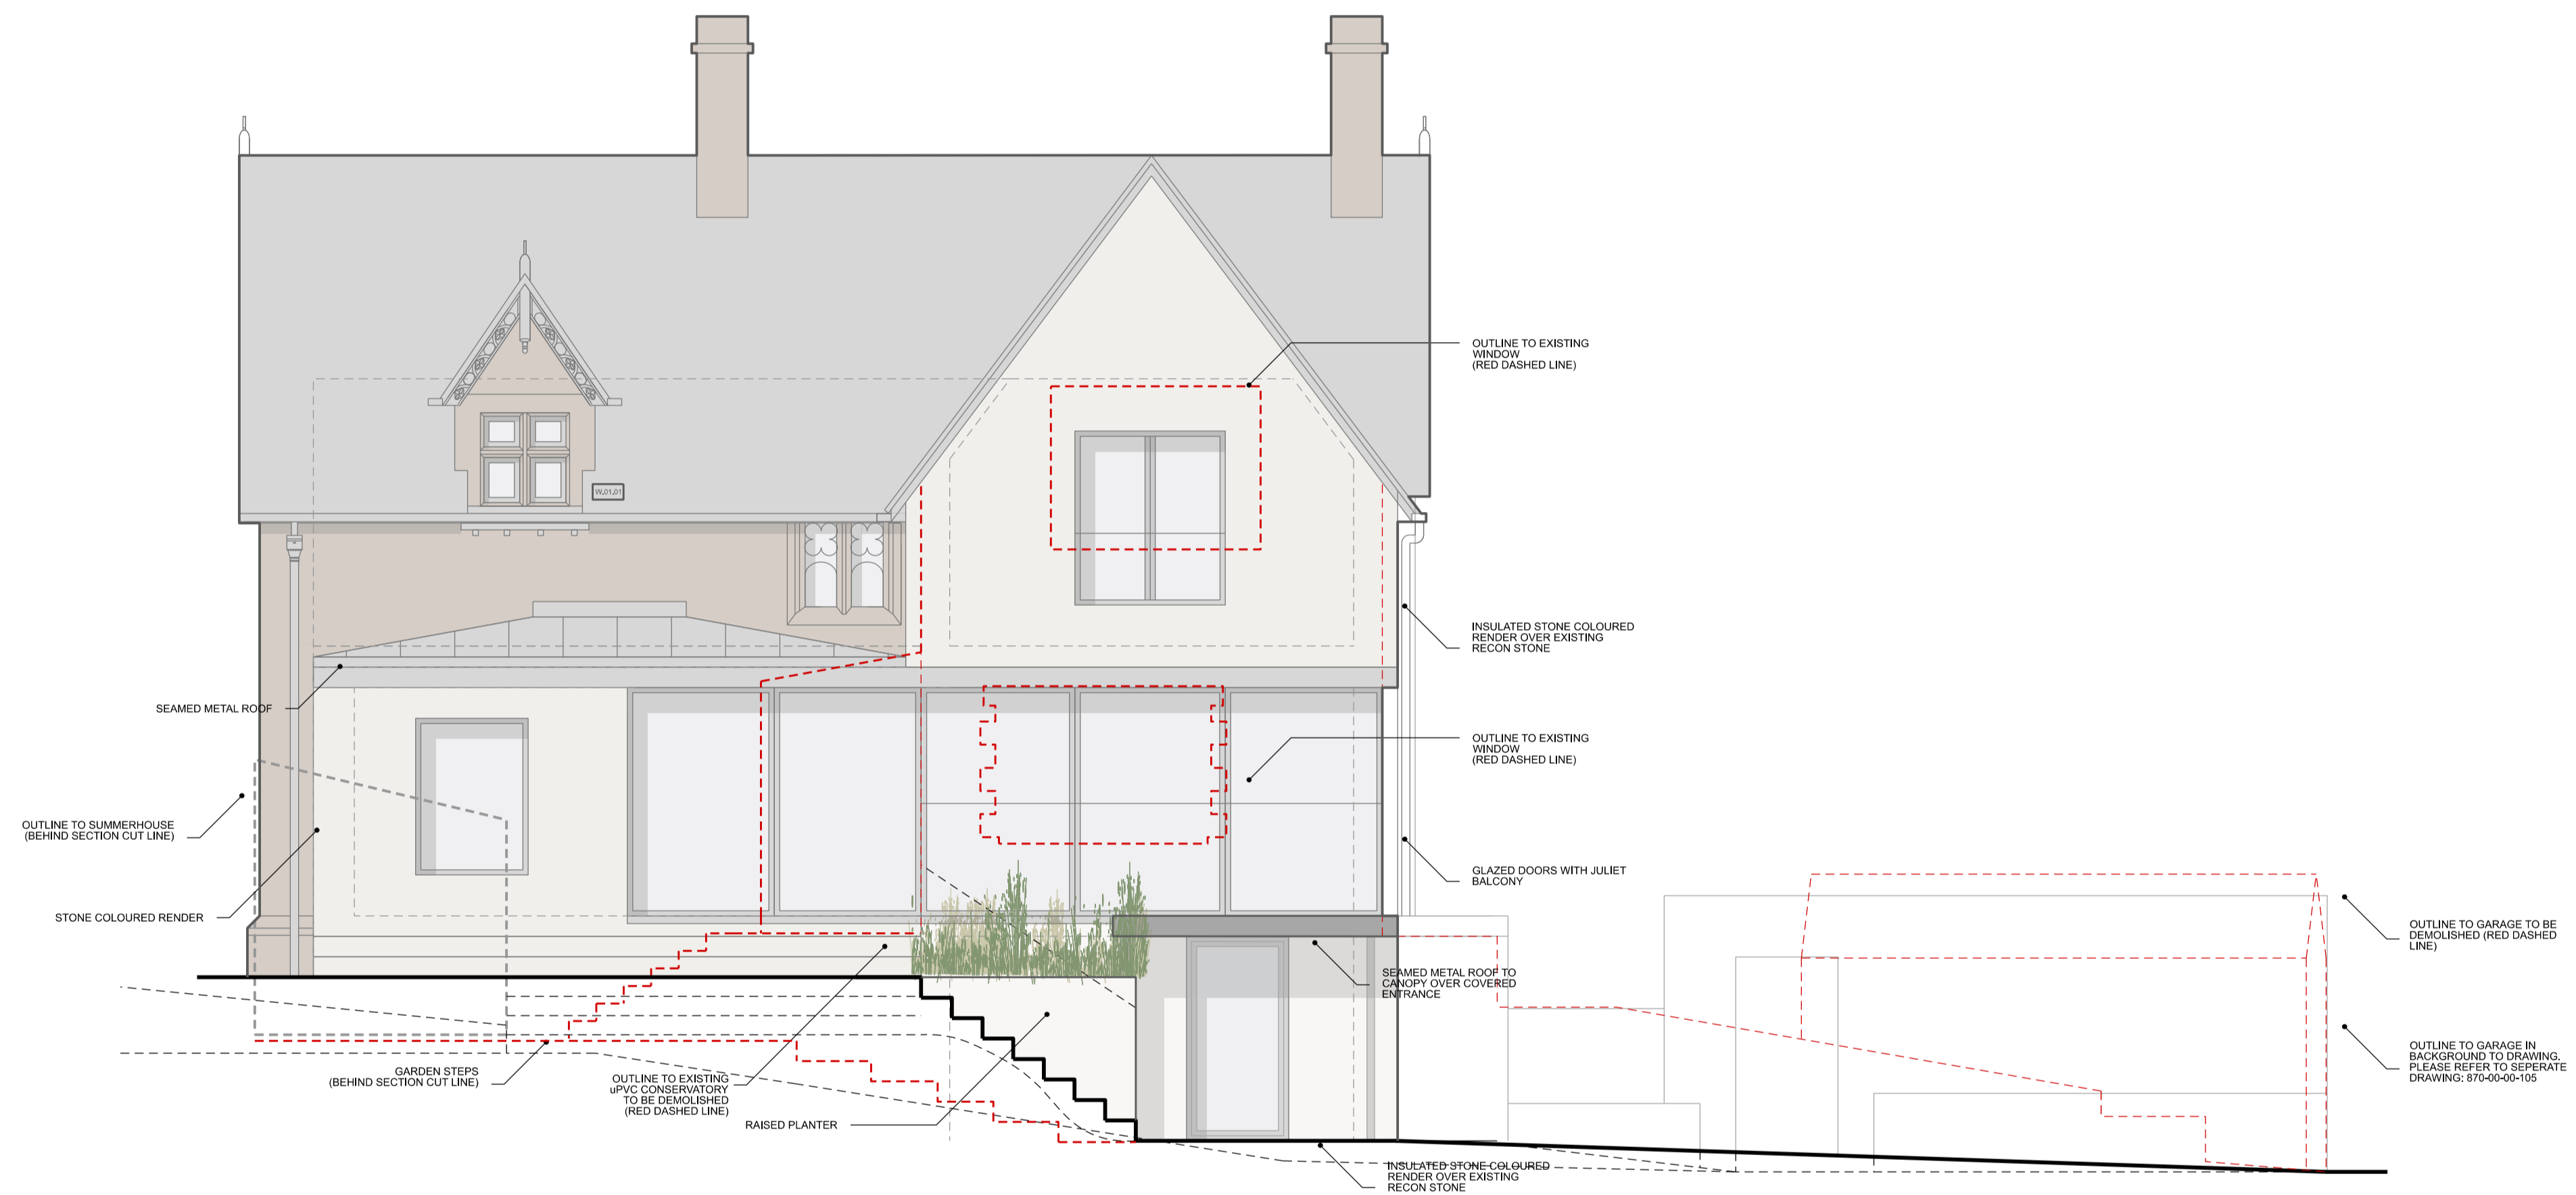 OUTLINE TO EXISTING
WINDOW
(RED DASHED LINE)
W.01.01
INSULATED STONE COLOURED
RENDER OVER EXISTING
RECON STONE
SEAMED METAL ROOF
OUTLINE TO EXISTING
WINDOW
(RED DASHED LINE)
OUTLINE TO SUMMERHOUSE
(BEHIND SECTION CUT LINE)
GLAZED DOORS WITH JULIET
BALCONY
STONE COLOURED RENDER
OUTLINE TO GARAGE TO BE
DEMOLISHED (RED DASHED
LINE)
SEAMED METAL ROOF TO
CANOPY OVER COVERED
ENTRANCE
OUTLINE TO GARAGE IN
BACKGROUND TO DRAWING.
PLEASE REFER TO SEPERATE
DRAWING: 870-00-00-105
GARDEN STEPS
(BEHIND SECTION CUT LINE)
OUTLINE TO EXISTING
uPVC CONSERVATORY
TO BE DEMOLISHED
(RED DASHED LINE)
RAISED PLANTER
INSULATED STONE COLOURED
RENDER OVER EXISTING
RECON STONE